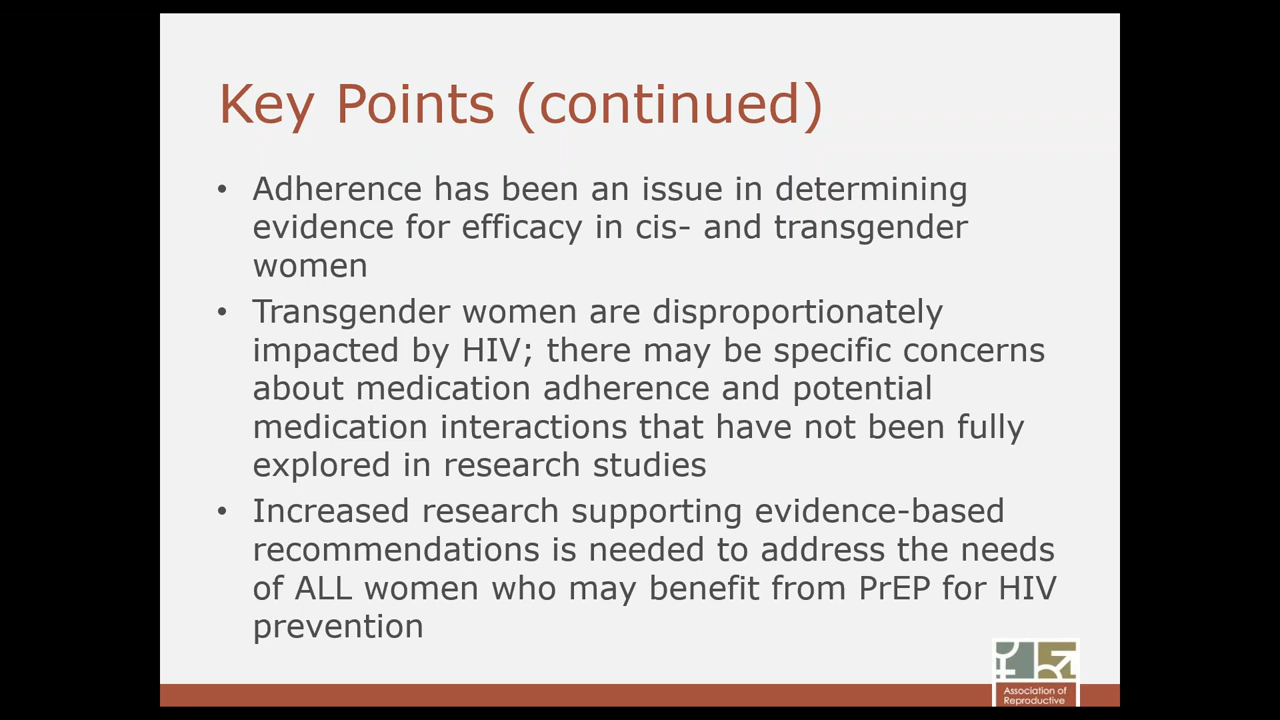 Key Points (continued)
• Adherence has been an issue in determining
evidence for efficacy in cis- and transgender
women
• Transgender women are disproportionately
impacted by HIV; there may be specific concerns
about medication adherence and potential
medication interactions that have not been fully
explored in research studies
• Increased research supporting evidence-based
recommendations is needed to address the needs
of ALL women who may benefit from PrEP for HIV
prevention
Association of
Reproductive